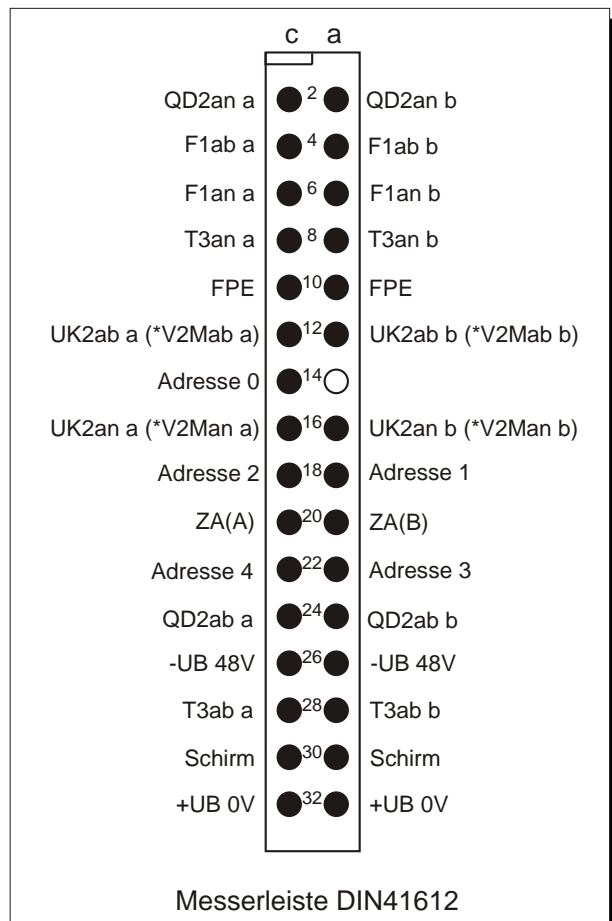 c a
QD2an a 2 QD2an b
F1ab a 4 F1ab b
F1an a 6 F1an b
T3an a 8 T3an b
FPE 10 FPE
UK2ab a (*V2Mab a) 12 UK2ab b (*V2Mab b)
Adresse 0 14
UK2an a (*V2Man a) 16 UK2an b (*V2Man b)
Adresse 2 18 Adresse 1
ZA(A) 20 ZA(B)
Adresse 4 22 Adresse 3
QD2ab a 24 QD2ab b
-UB 48V 26 -UB 48V
T3ab a 28 T3ab b
Schirm 30 Schirm
+UB 0V 32 +UB 0V
Messerleiste DIN41612